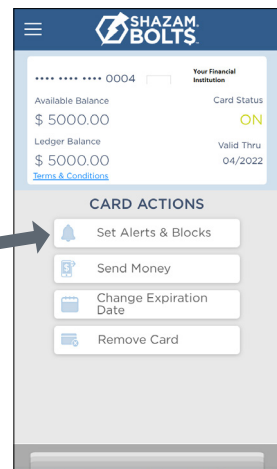 SHAZAM.
BOLT$.
•••• •••• •••• 0004
Your Financial
Institution
Available Balance
Card Status
$ 5000.00
ON
Ledger Balance
Valid Thru
$ 5000.00
04/2022
Terms & Conditions
CARD ACTIONS
Set Alerts & Blocks
Send Money
Change Expiration
Date
Remove Card